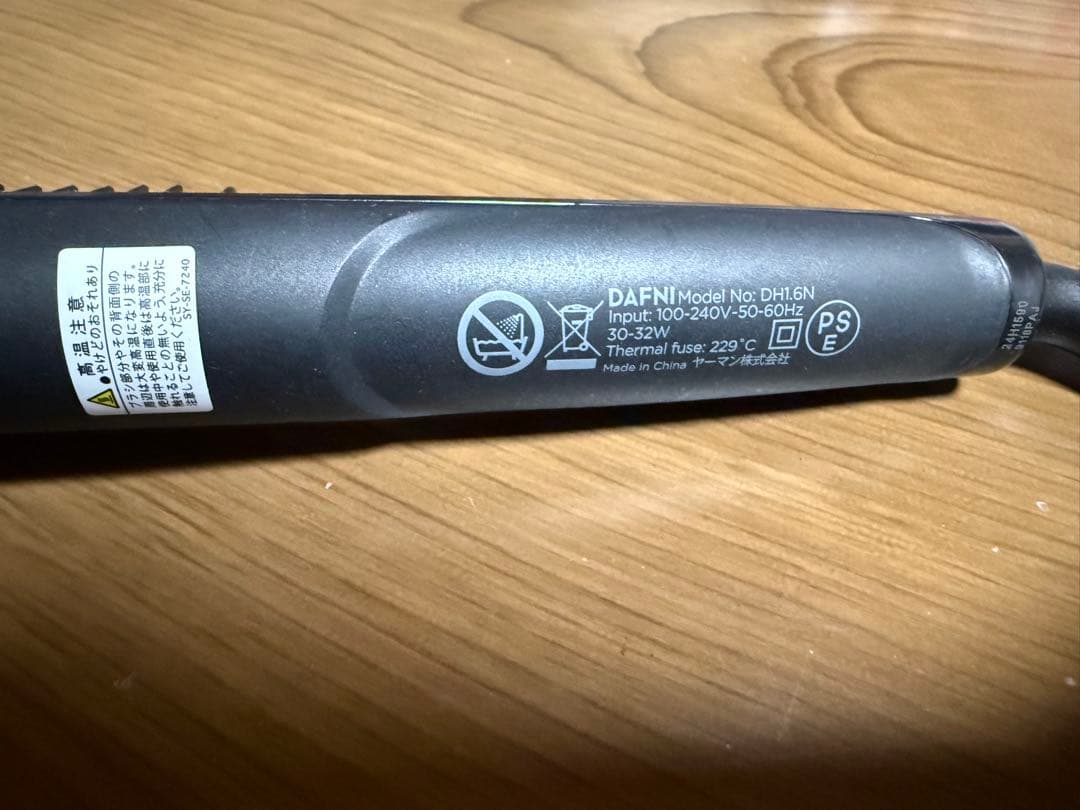 高温注意
●やけどのおそれあり
ブラシ部分やその背面側の
周辺は大変高温になります。
使用中や使用直後は高温部に
触れることの無いよう、充分に
注意してご使用ください。
SY-SE-7240
DAFNI Model No: DH1.6N
Input: 100-240V-50-60Hz
30-32W
Thermal fuse: 229°C
Made in China ヤーマン株式会社
PS
E
24H1590